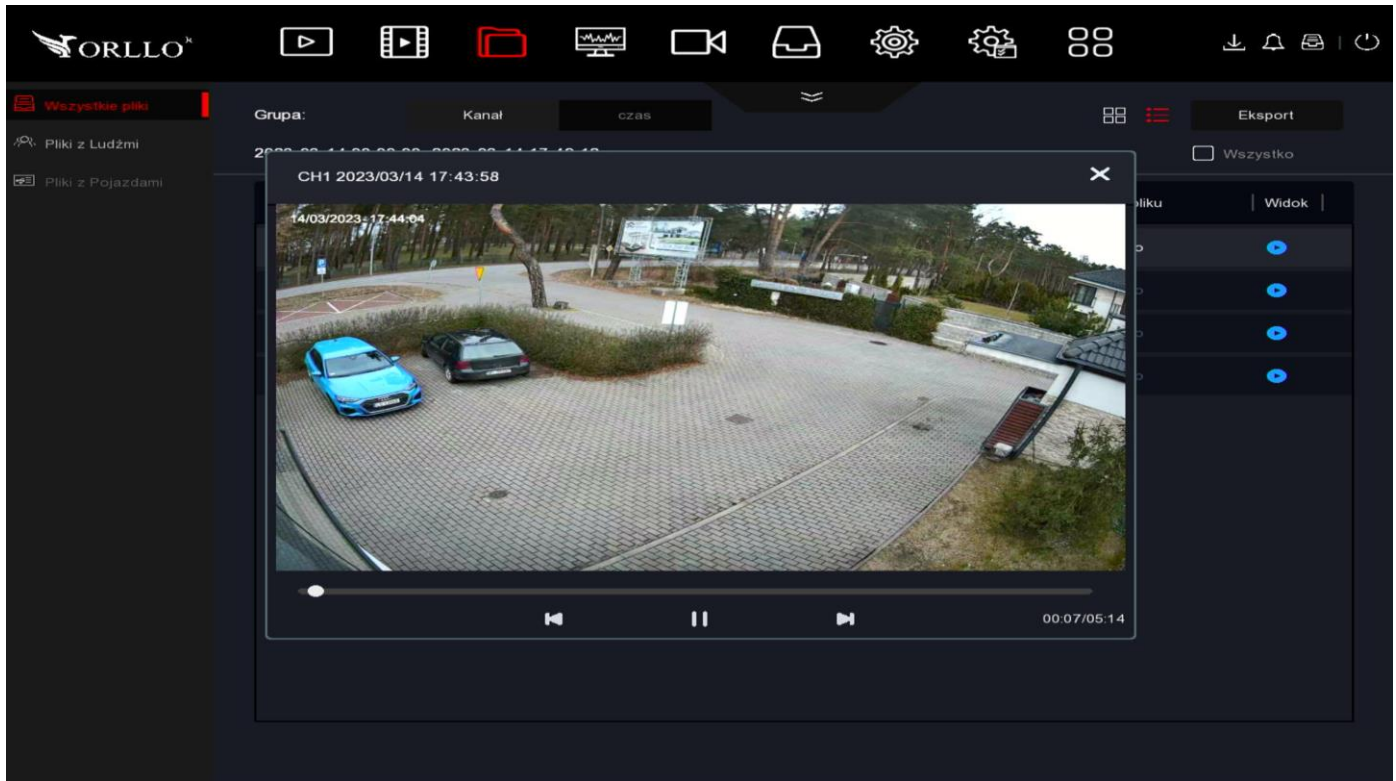 ORLLO
Wszystkie pliki
Pliki z Ludźmi
Pliki z Pojazdami
Grupa:
Kanał
czas
Eksport
Wszystko
CH1 2023/03/14 17:43:58
14/03/2023 17:44:04
pliku
Widok
00:07/05:14